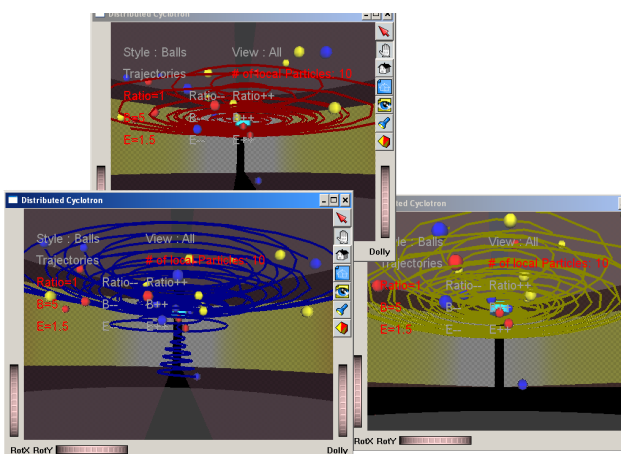 Distributed Cyclotron
Style : Balls View : All
Trajectories # of local Particles: 10
Ratio=1 Ratio-- Ratio++
B=5 B-- B++
E=1.5 E-- E++
Dolly
Distributed Cyclotron
Style : Balls View : All
Trajectories # of local Particles: 10
Ratio=1 Ratio-- Ratio++
B=5 B-- B++
E=1.5 E-- E++
RotX RotY Dolly
Distributed Cyclotron
Style : Balls View : All
Trajectories # of local Particles: 10
Ratio=1 Ratio-- Ratio++
B=5 B-- B++
E=1.5 E-- E++
RotX RotY